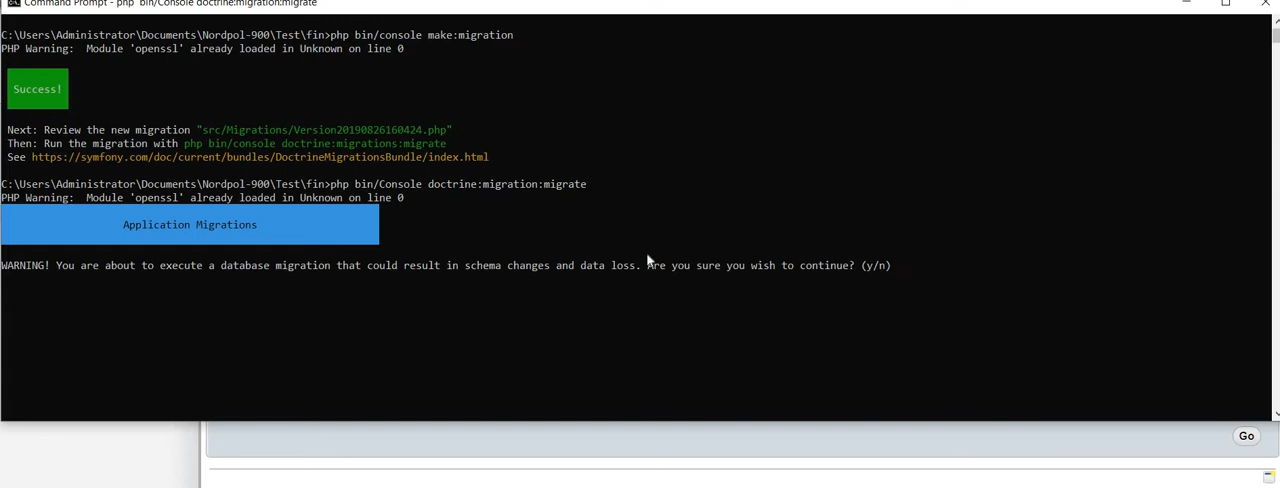 Command Prompt - php  bin/Console doctrine:migration:migrate
C:\Users\Administrator\Documents\Nordpol-900\Test\fin>php bin/console make:migration
PHP Warning:  Module 'openssl' already loaded in Unknown on line 0
Success!
Next: Review the new migration "src/Migrations/Version20190826160424.php"
Then: Run the migration with php bin/console doctrine:migrations:migrate
See https://symfony.com/doc/current/bundles/DoctrineMigrationsBundle/index.html
C:\Users\Administrator\Documents\Nordpol-900\Test\fin>php bin/Console doctrine:migration:migrate
PHP Warning:  Module 'openssl' already loaded in Unknown on line 0
Application Migrations
WARNING! You are about to execute a database migration that could result in schema changes and data loss. Are you sure you wish to continue? (y/n)
Go